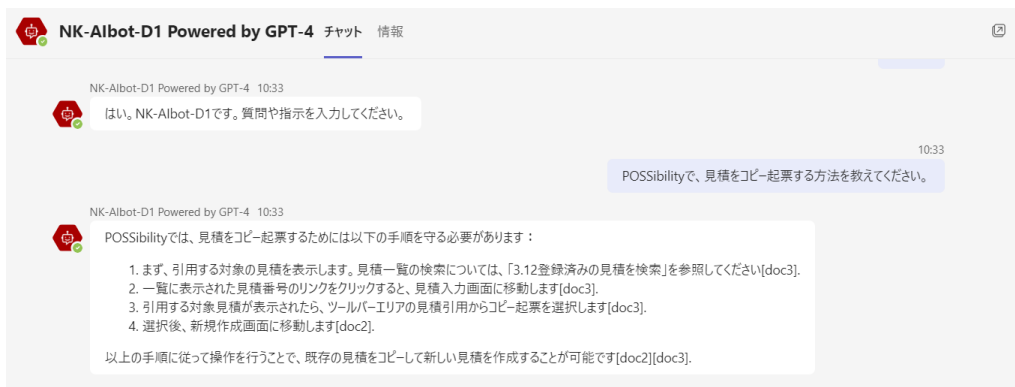 NK-AIbot-D1 Powered by GPT-4 チャット 情報
NK-AIbot-D1 Powered by GPT-4 10:33
はい。NK-AIbot-D1です。質問や指示を入力してください。
10:33
POSSibilityで、見積をコピー起票する方法を教えてください。
NK-AIbot-D1 Powered by GPT-4 10:33
POSSibilityでは、見積をコピー起票するためには以下の手順を守る必要があります：
1. まず、引用する対象の見積を表示します。見積一覧の検索については、「3.12登録済みの見積を検索」を参照してください[doc3].
2. 一覧に表示された見積番号のリンクをクリックすると、見積入力画面に移動します[doc3].
3. 引用する対象見積が表示されたら、ツールバーエリアの見積引用からコピー起票を選択します[doc3].
4. 選択後、新規作成画面に移動します[doc2].
以上の手順に従って操作を行うことで、既存の見積をコピーして新しい見積を作成することが可能です[doc2][doc3].